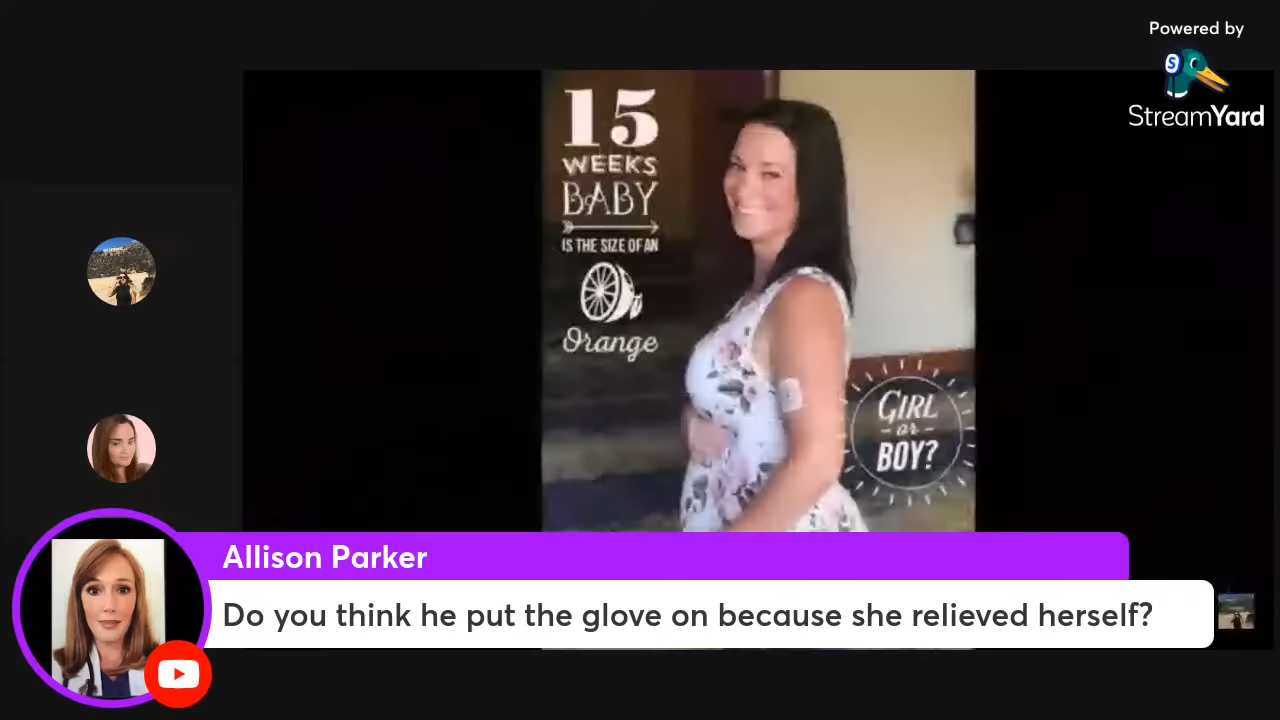 Powered by
S
StreamYard
15
WEEKS
BABY
IS THE SIZE OF AN
Orange
GIRL
or
BOY?
Allison Parker
Do you think he put the glove on because she relieved herself?